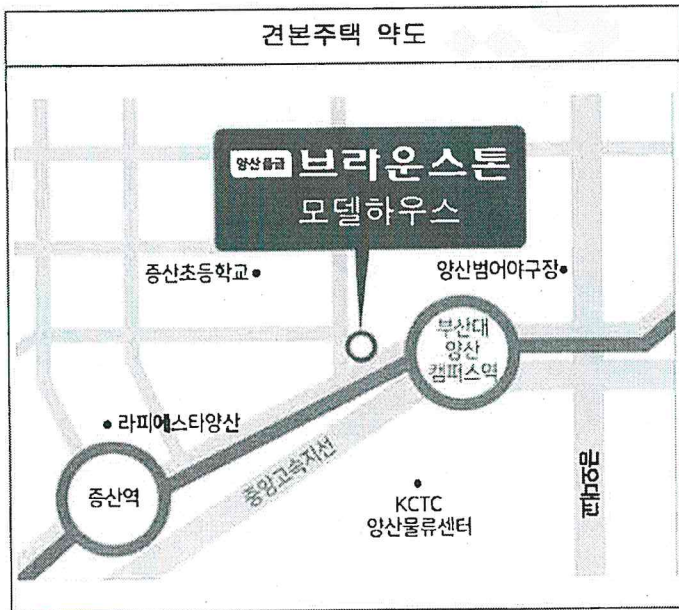 견본주택 약도
양산유금 브라운스톤
모델하우스
증산초등학교
양산범어야구장
부산대
양산
캠퍼스역
라피에스타양산
증산역
중앙고속지선
KCTC
양산물류센터
금오대교